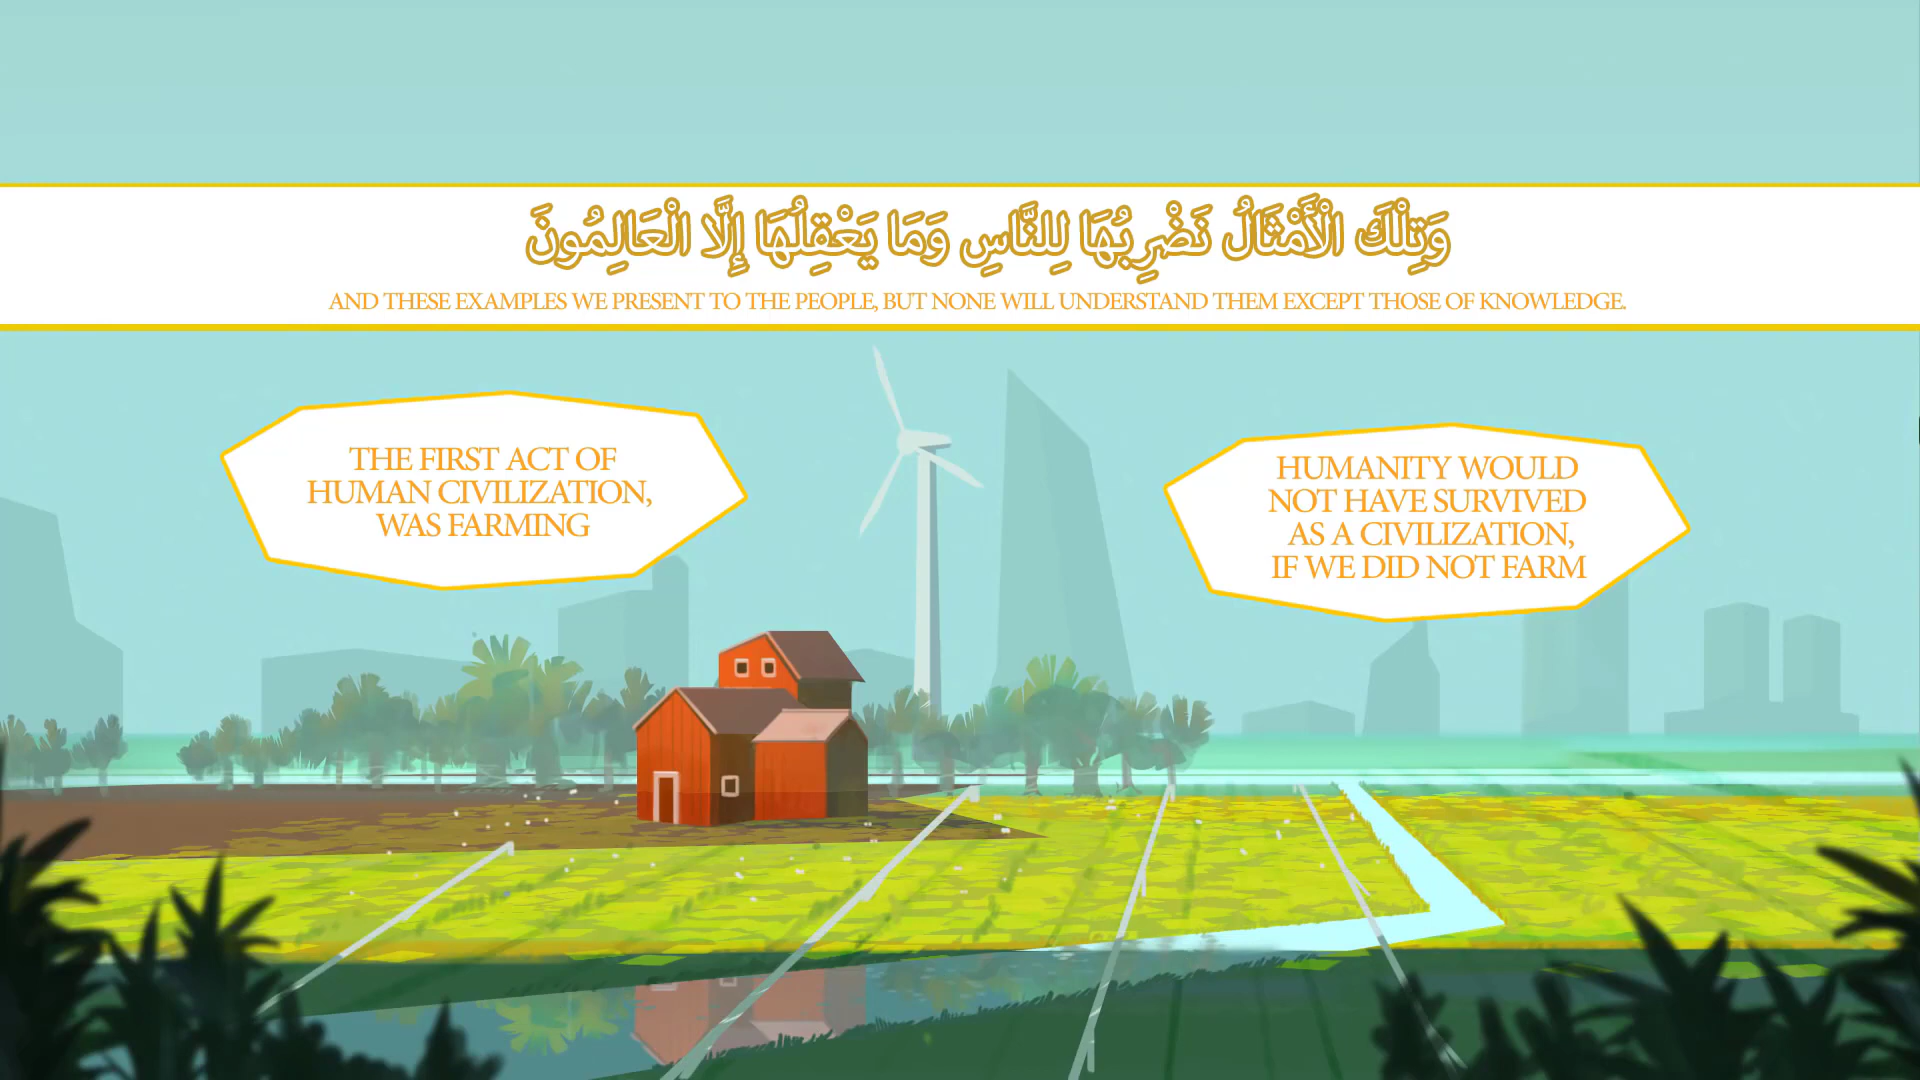 وَتِلْكَ الْأَمْثَالُ نَضْرِبُهَا لِلنَّاسِ وَمَا يَعْقِلُهَا إِلَّا الْعَالِمُونَ
AND THESE EXAMPLES WE PRESENT TO THE PEOPLE, BUT NONE WILL UNDERSTAND THEM EXCEPT THOSE OF KNOWLEDGE.
THE FIRST ACT OF
HUMAN CIVILIZATION,
WAS FARMING
HUMANITY WOULD
NOT HAVE SURVIVED
AS A CIVILIZATION,
IF WE DID NOT FARM